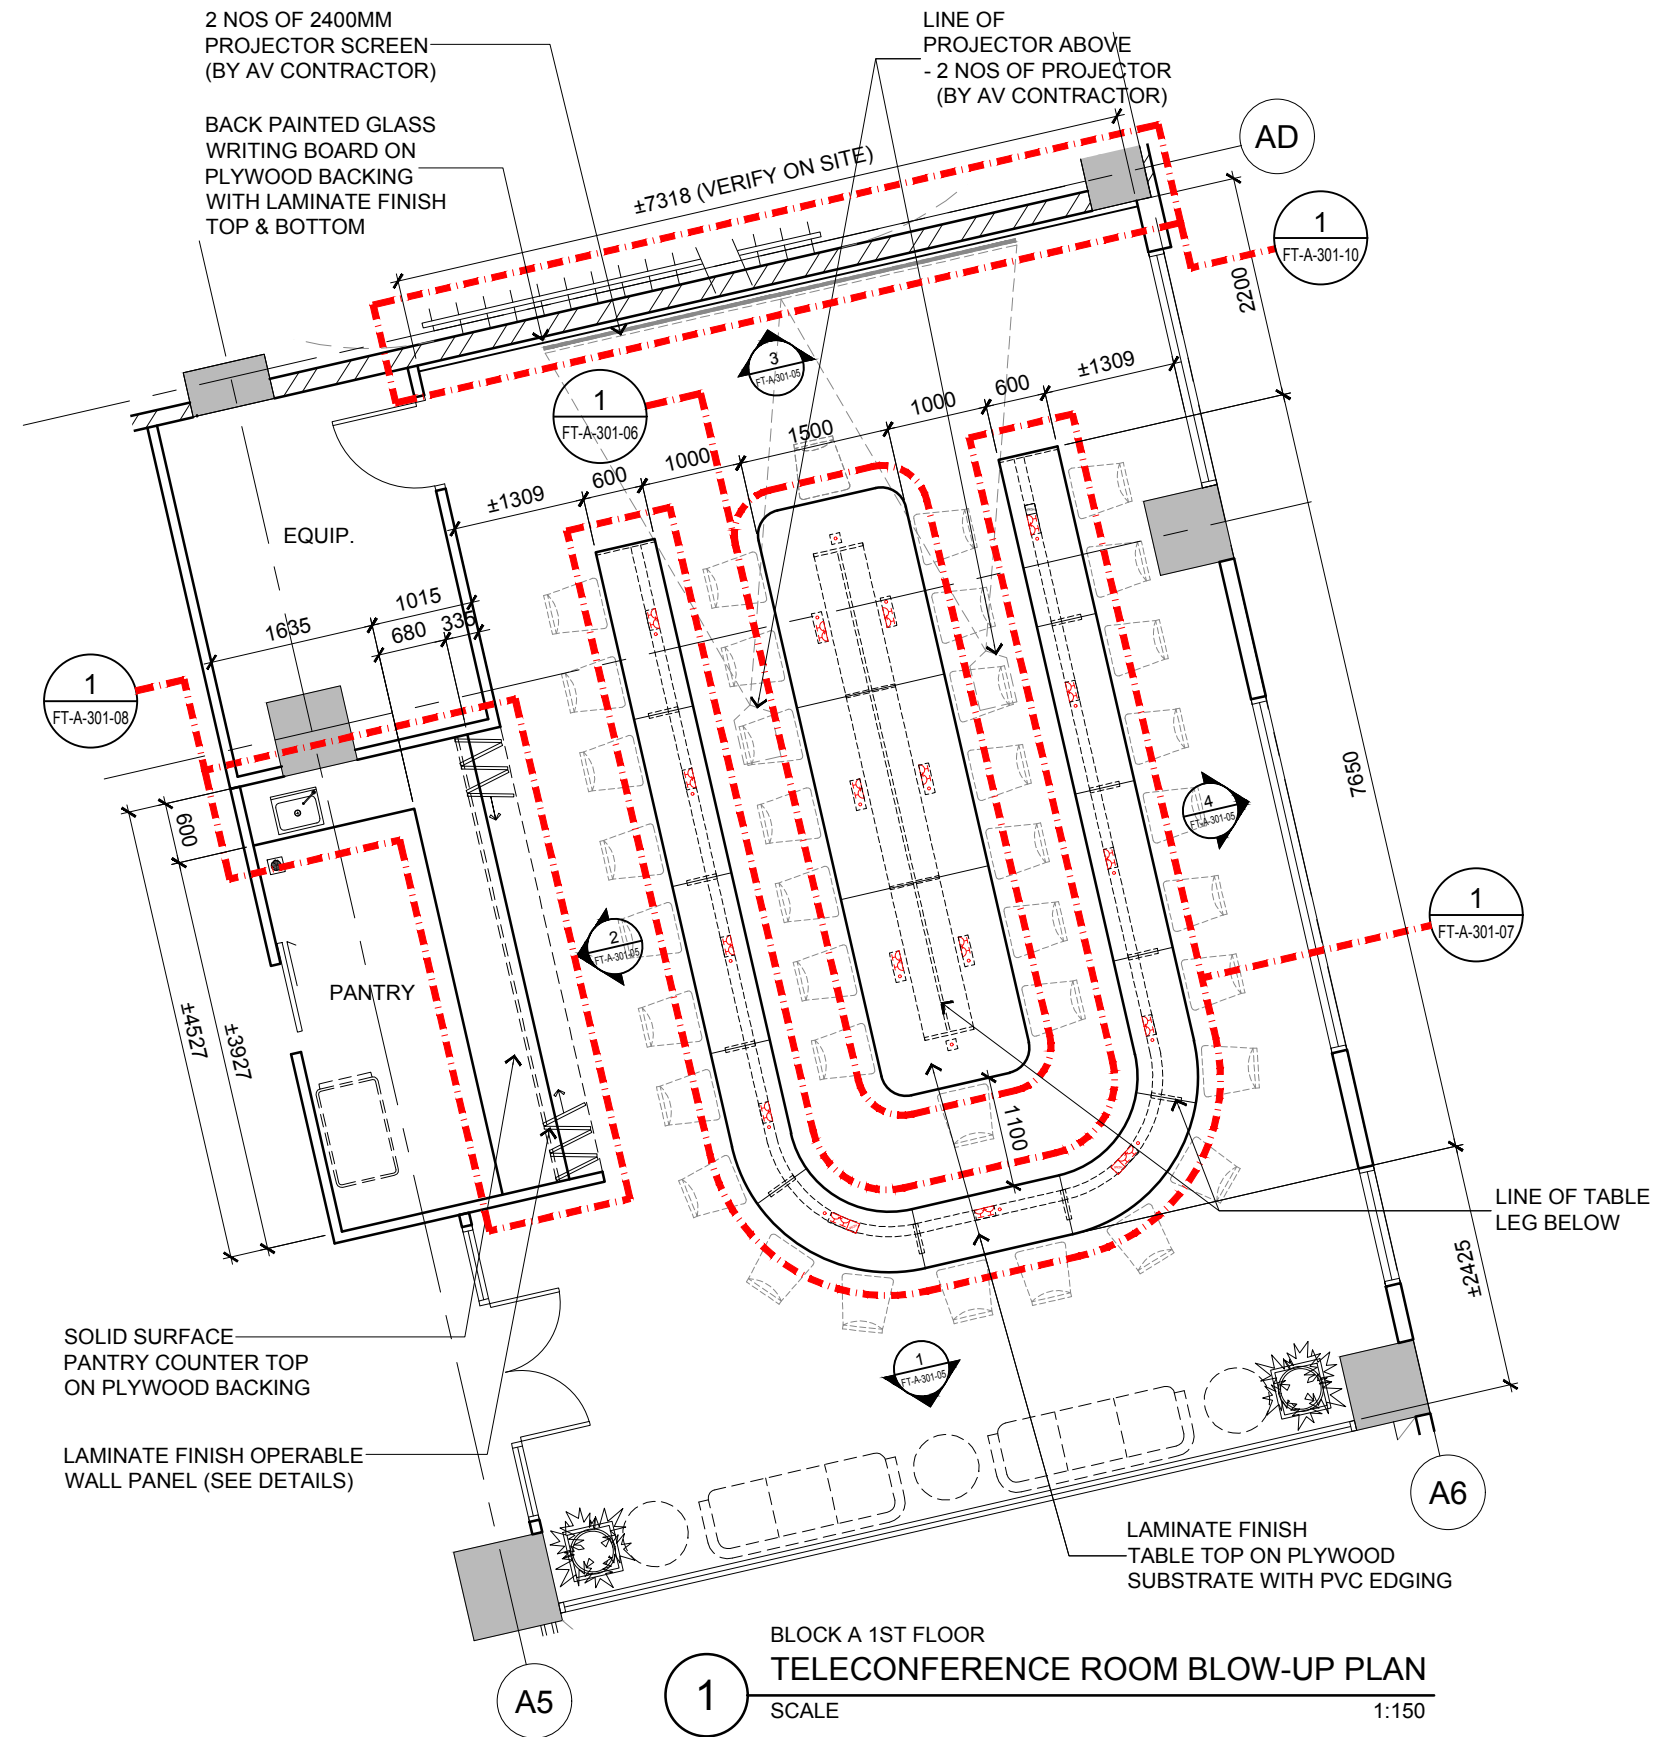 2 NOS OF 2400MM
PROJECTOR SCREEN
(BY AV CONTRACTOR)
LINE OF
PROJECTOR ABOVE
- 2 NOS OF PROJECTOR
(BY AV CONTRACTOR)
BACK PAINTED GLASS
WRITING BOARD ON
PLYWOOD BACKING
WITH LAMINATE FINISH
TOP & BOTTOM
AD
±7318 (VERIFY ON SITE)
1
FT-A-301-10
2200
3
FT-A-301-05
±1309
600
1000
1500
1000
600
±1309
1
FT-A-301-06
EQUIP.
1635
1015
680
335
1
FT-A-301-08
7650
600
4
FT-A-301-05
2
FT-A-301-05
1
FT-A-301-07
PANTRY
±4527
±3927
1100
LINE OF TABLE
LEG BELOW
±2425
SOLID SURFACE
PANTRY COUNTER TOP
ON PLYWOOD BACKING
1
FT-A-301-05
LAMINATE FINISH OPERABLE
WALL PANEL (SEE DETAILS)
A6
LAMINATE FINISH
TABLE TOP ON PLYWOOD
SUBSTRATE WITH PVC EDGING
A5
BLOCK A 1ST FLOOR
1
TELECONFERENCE ROOM BLOW-UP PLAN
SCALE
1:150